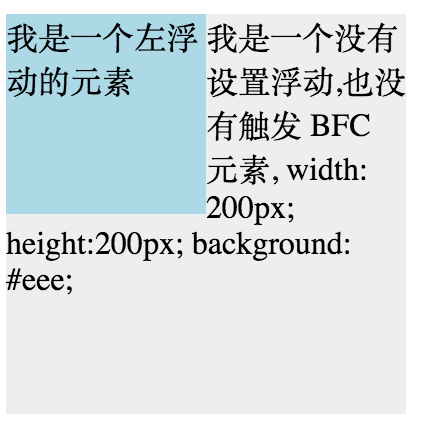 我是一个左浮
动的元素
我是一个没有
设置浮动,也没
有触发 BFC
元素, width:
200px;
height:200px; background:
#eee;